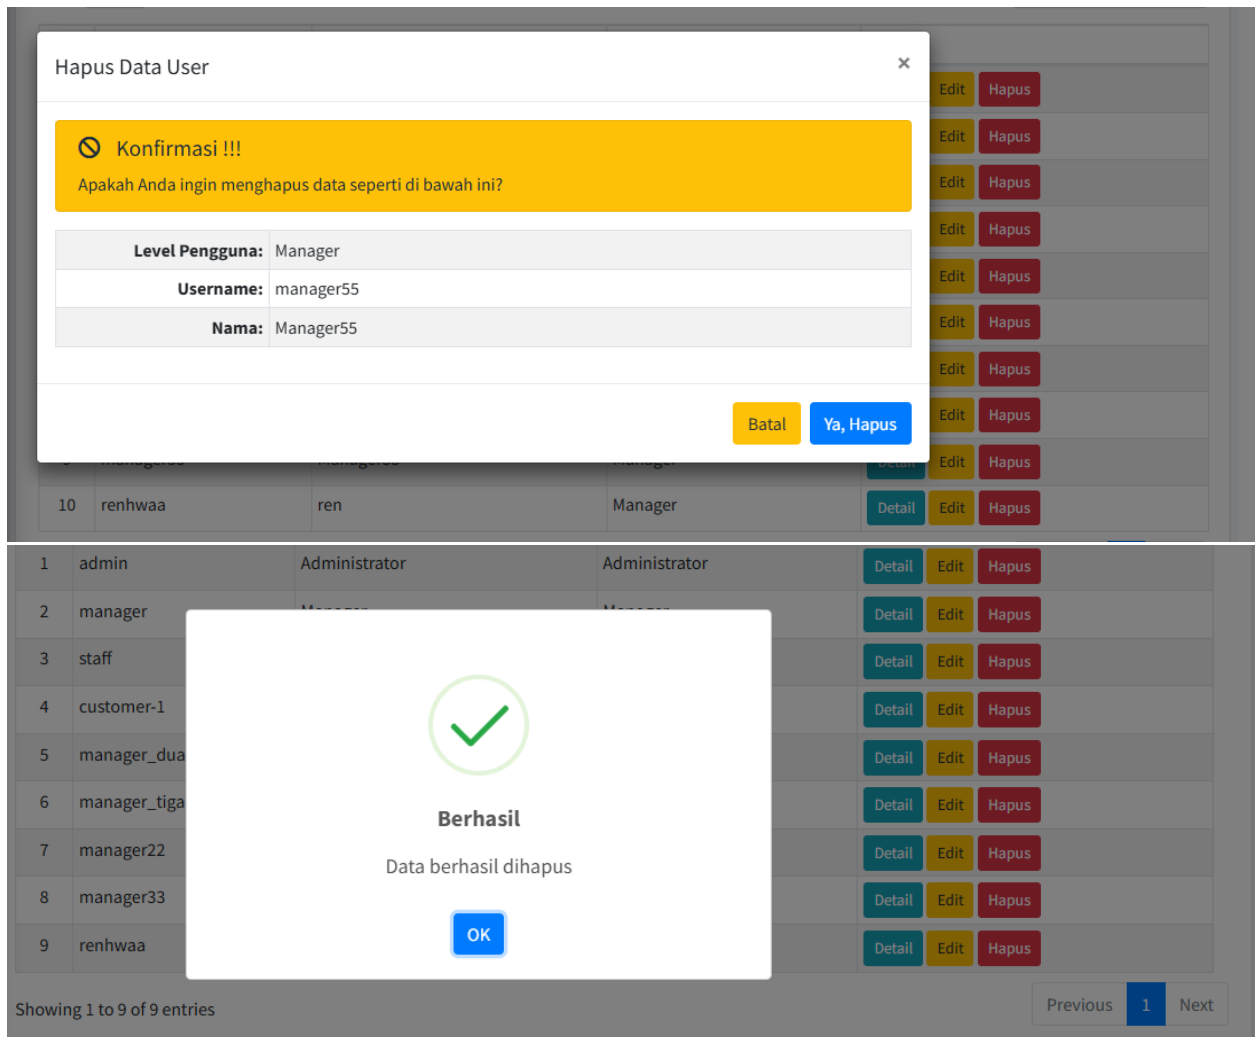 Hapus Data User ×
Edit Hapus
Konfirmasi !!!
Edit Hapus
Apakah Anda ingin menghapus data seperti di bawah ini?
Edit Hapus
Edit Hapus
Level Pengguna: Manager
Edit Hapus
Username: manager55
Edit Hapus
Nama: Manager55
Edit Hapus
Edit Hapus
Batal Ya, Hapus
Detail Edit Hapus
10 renhwaa ren Manager Detail Edit Hapus
1 admin Administrator Administrator Detail Edit Hapus
2 manager Manager Manager Detail Edit Hapus
3 staff Detail Edit Hapus
4 customer-1 Detail Edit Hapus
5 manager_dua Detail Edit Hapus
6 manager_tiga Detail Edit Hapus
7 manager22 Detail Edit Hapus
8 manager33 Detail Edit Hapus
9 renhwaa Detail Edit Hapus
Berhasil
Data berhasil dihapus
OK
Showing 1 to 9 of 9 entries Previous 1 Next